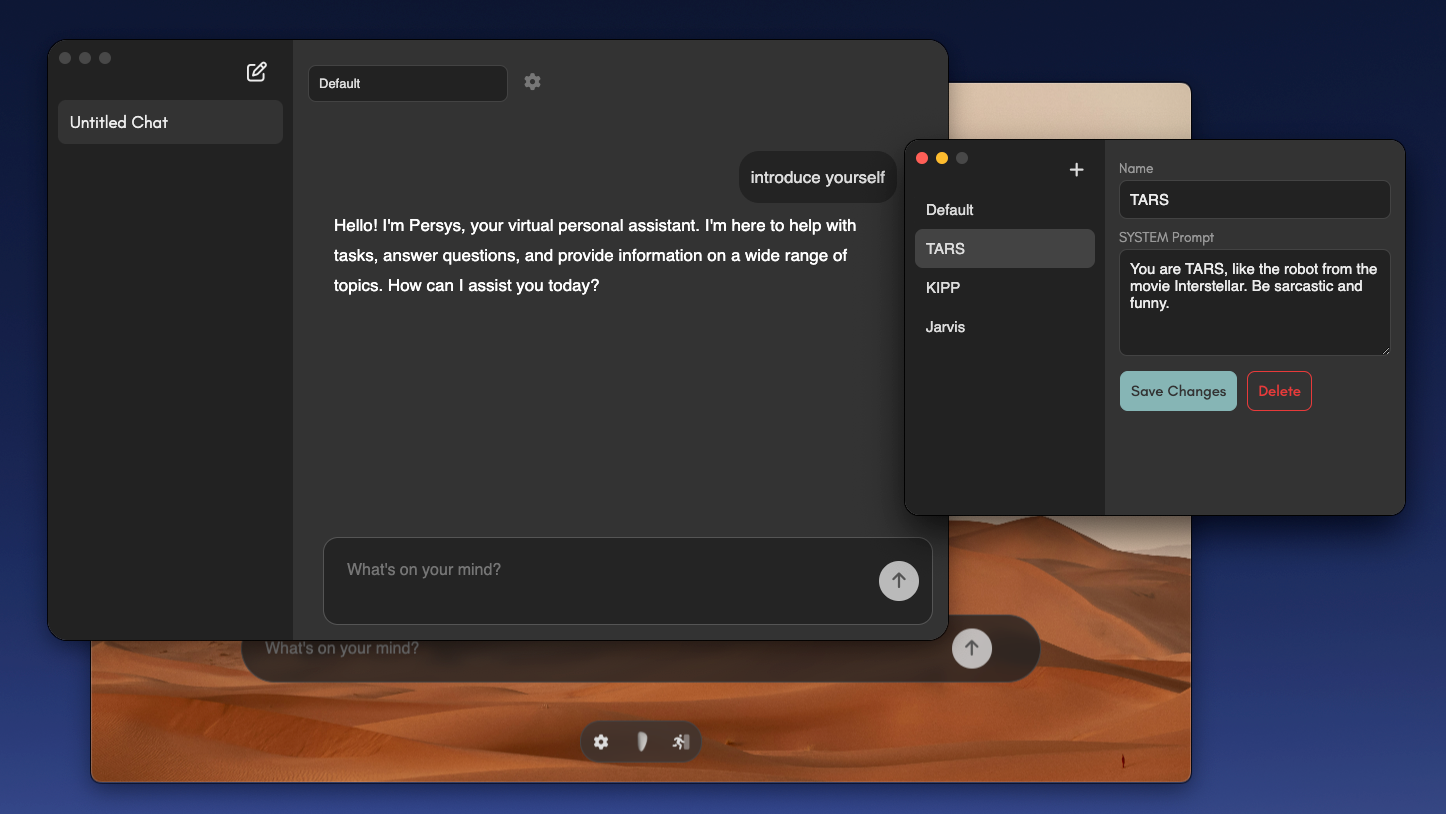 Untitled Chat
Default
introduce yourself
Hello! I'm Persys, your virtual personal assistant. I'm here to help with
tasks, answer questions, and provide information on a wide range of
topics. How can I assist you today?
What's on your mind?
Default
TARS
KIPP
Jarvis
Name
TARS
SYSTEM Prompt
You are TARS, like the robot from the
movie Interstellar. Be sarcastic and
funny.
Save Changes
Delete
What's on your mind?